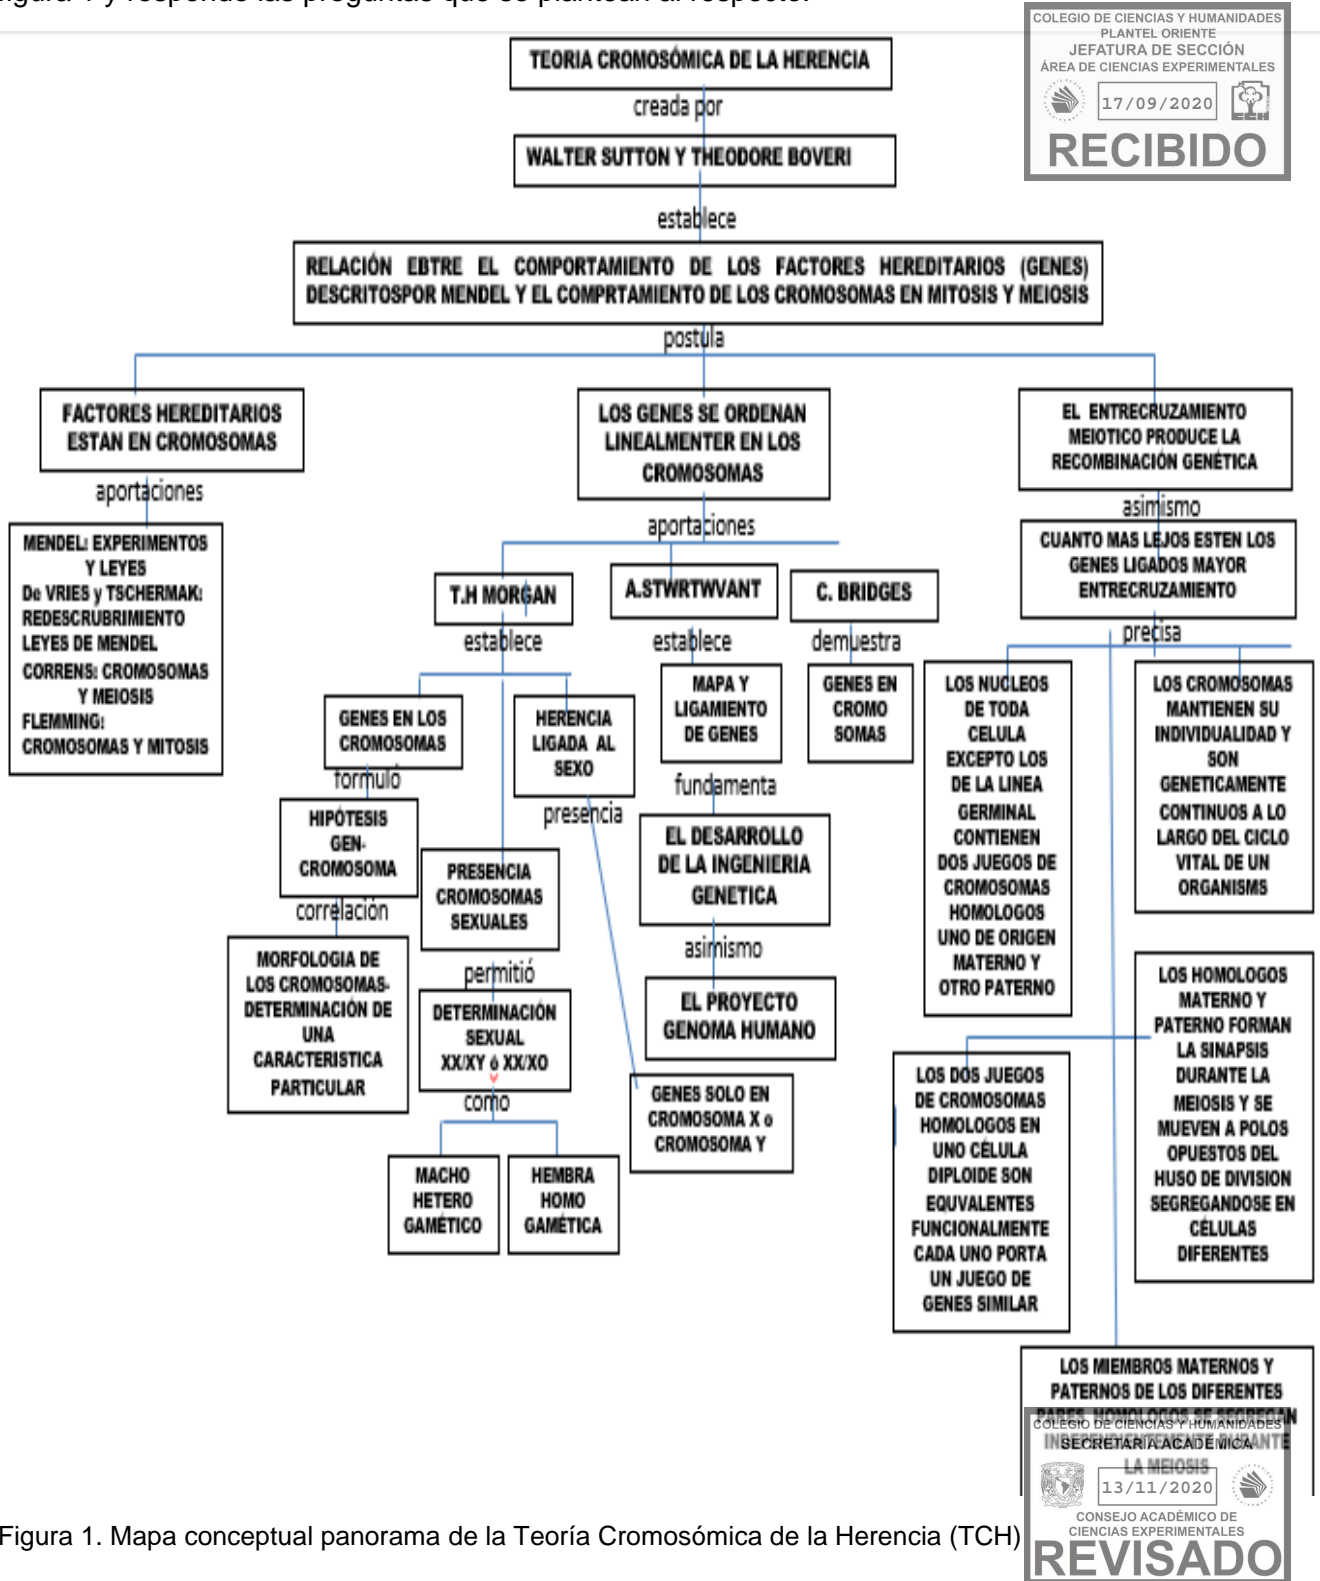 figura 1 y responde las preguntas que se plantean al respecto.
COLEGIO DE CIENCIAS Y HUMANIDADES
PLANTEL ORIENTE
JEFATURA DE SECCIÓN
ÁREA DE CIENCIAS EXPERIMENTALES
17/09/2020
CCH
RECIBIDO
TEORIA CROMOSÓMICA DE LA HERENCIA
creada por
WALTER SUTTON Y THEODORE BOVERI
establece
RELACIÓN EBTRE EL COMPORTAMIENTO DE LOS FACTORES HEREDITARIOS (GENES)
DESCRITOSPOR MENDEL Y EL COMPRTAMIENTO DE LOS CROMOSOMAS EN MITOSIS Y MEIOSIS
postula
FACTORES HEREDITARIOS
ESTAN EN CROMOSOMAS
aportaciones
MENDEL: EXPERIMENTOS
Y LEYES
De VRIES y TSCHERMAK:
REDESCRUBRIMIENTO
LEYES DE MENDEL
CORRENS: CROMOSOMAS
Y MEIOSIS
FLEMMING:
CROMOSOMAS Y MITOSIS
LOS GENES SE ORDENAN
LINEALMENTER EN LOS
CROMOSOMAS
aportaciones
T.H MORGAN
establece
GENES EN LOS
CROMOSOMAS
formuló
HIPÓTESIS
GEN-
CROMOSOMA
correlación
MORFOLOGIA DE
LOS CROMOSOMAS-
DETERMINACIÓN DE
UNA
CARACTERISTICA
PARTICULAR
PRESENCIA
CROMOSOMAS
SEXUALES
permitió
DETERMINACIÓN
SEXUAL
XX/XY ó XX/XO
como
MACHO
HETERO
GAMÉTICO
HEMBRA
HOMO
GAMÉTICA
HERENCIA
LIGADA AL
SEXO
presencia
GENES SOLO EN
CROMOSOMA X o
CROMOSOMA Y
A.STWRTWVANT
establece
MAPA Y
LIGAMIENTO
DE GENES
fundamenta
EL DESARROLLO
DE LA INGENIERIA
GENETICA
asimismo
EL PROYECTO
GENOMA HUMANO
C. BRIDGES
demuestra
GENES EN
CROMO
SOMAS
EL ENTRECRUZAMIENTO
MEIOTICO PRODUCE LA
RECOMBINACIÓN GENÉTICA
asimismo
CUANTO MAS LEJOS ESTEN LOS
GENES LIGADOS MAYOR
ENTRECRUZAMIENTO
precisa
LOS NUCLEOS
DE TODA
CELULA
EXCEPTO LOS
DE LA LINEA
GERMINAL
CONTIENEN
DOS JUEGOS DE
CROMOSOMAS
HOMOLOGOS
UNO DE ORIGEN
MATERNO Y
OTRO PATERNO
LOS CROMOSOMAS
MANTIENEN SU
INDIVIDUALIDAD Y
SON
GENETICAMENTE
CONTINUOS A LO
LARGO DEL CICLO
VITAL DE UN
ORGANISMS
LOS DOS JUEGOS
DE CROMOSOMAS
HOMOLOGOS EN
UNO CÉLULA
DIPLOIDE SON
EQUVALENTES
FUNCIONALMENTE
CADA UNO PORTA
UN JUEGO DE
GENES SIMILAR
LOS HOMOLOGOS
MATERNO Y
PATERNO FORMAN
LA SINAPSIS
DURANTE LA
MEIOSIS Y SE
MUEVEN A POLOS
OPUESTOS DEL
HUSO DE DIVISION
SEGREGANDOSE EN
CÉLULAS
DIFERENTES
LOS MIEMBROS MATERNOS Y
PATERNOS DE LOS DIFERENTES
PARES HOMOLOGOS SE SEGREGAN
INDEPENDIENTEMENTE DURANTE
LA MEIOSIS
COLEGIO DE CIENCIAS Y HUMANIDADES
SECRETARÍA ACADÉMICA
13/11/2020
CONSEJO ACADÉMICO DE
CIENCIAS EXPERIMENTALES
REVISADO
Figura 1. Mapa conceptual panorama de la Teoría Cromosómica de la Herencia (TCH)